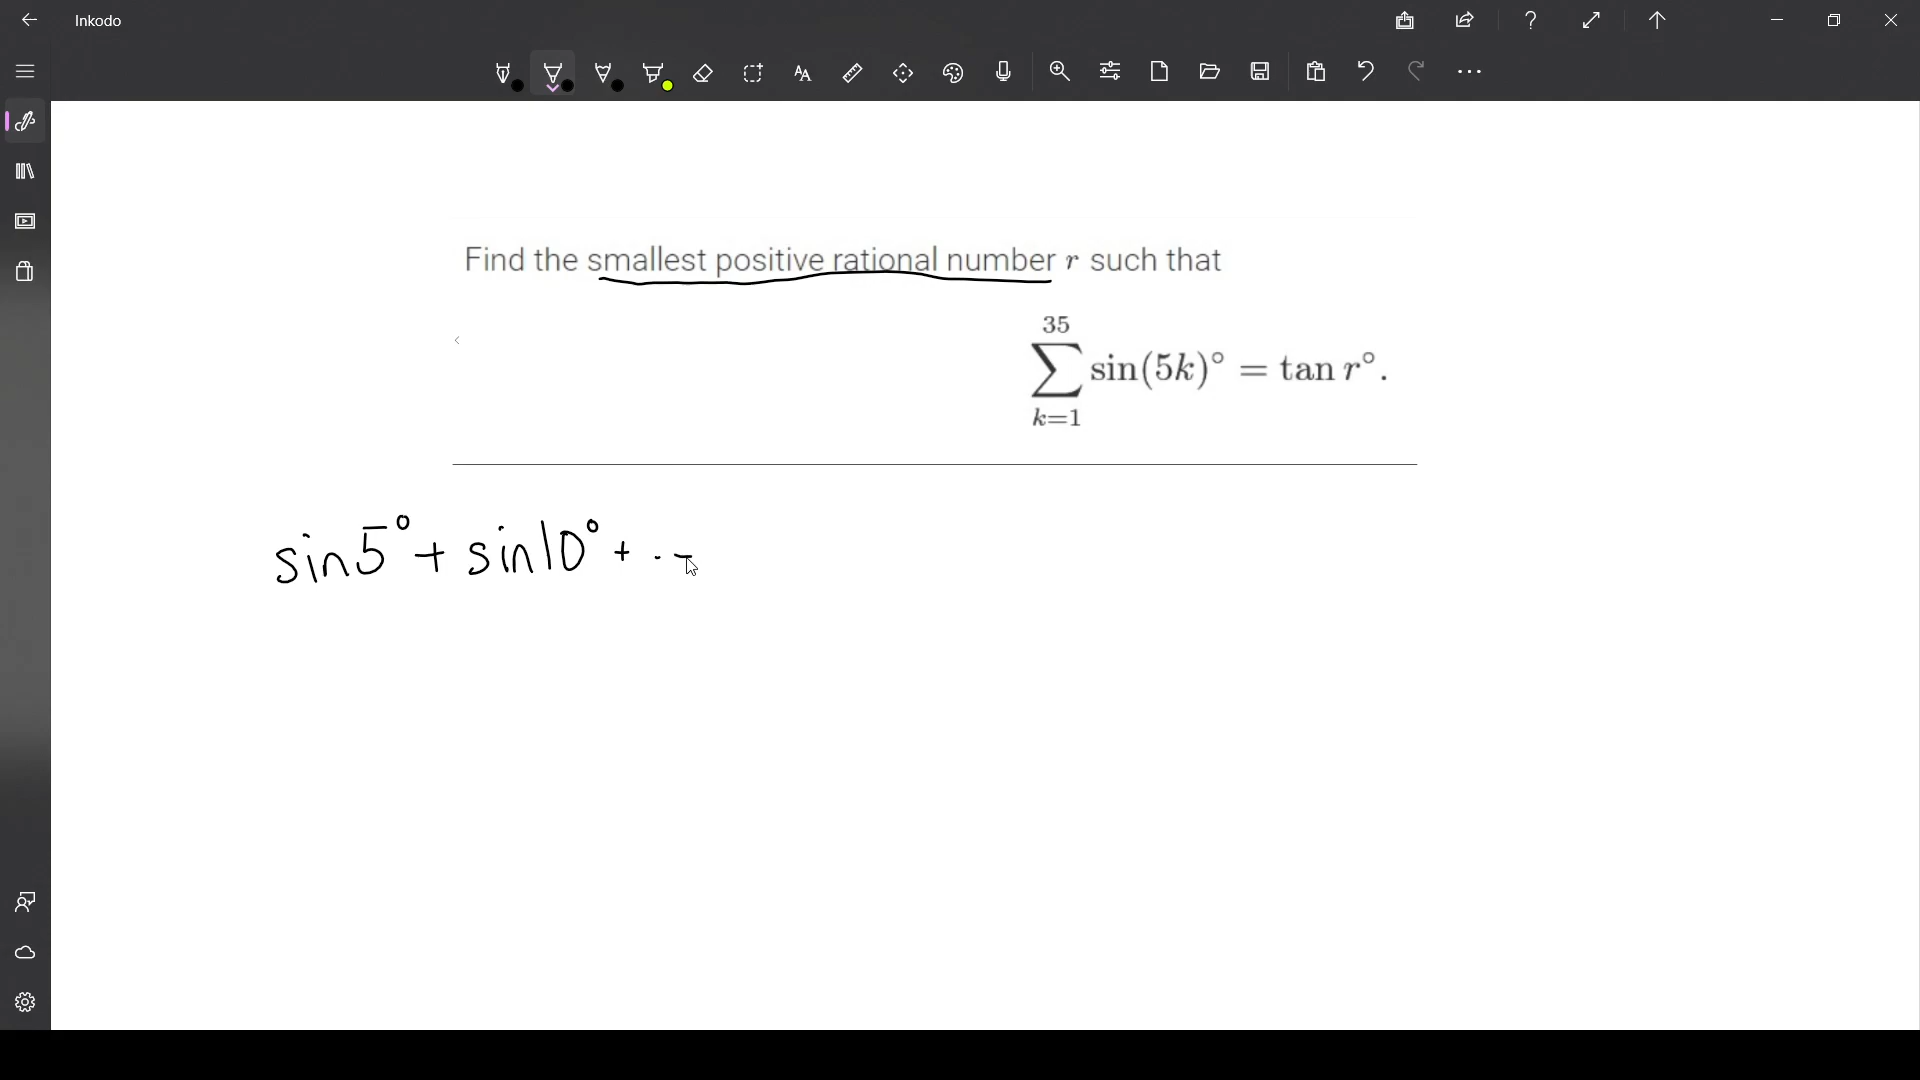 Inkodo
Find the smallest positive rational number r such that
35
∑ sin(5k)° = tan r°.
k=1
sin5° + sin10° + ..